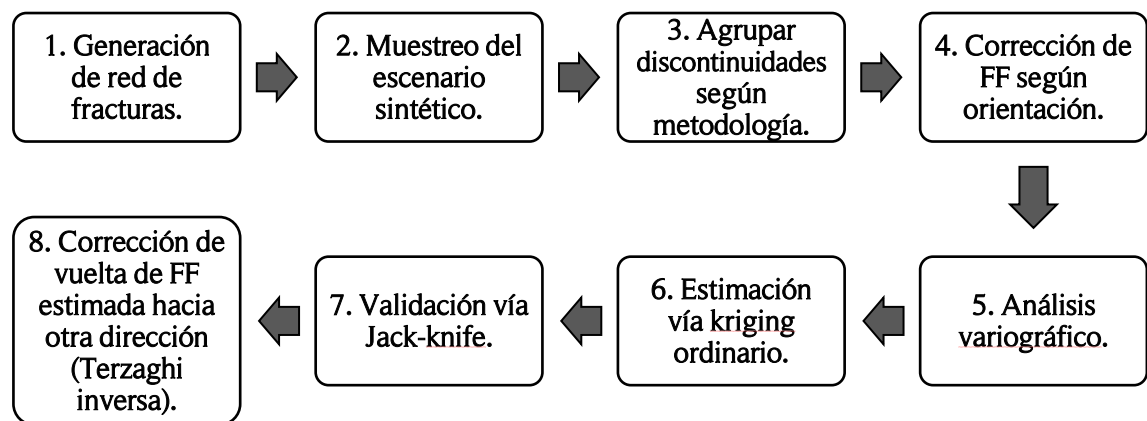 1. Generación
de red de
fracturas.
2. Muestreo del
escenario
sintético.
3. Agrupar
discontinuidades
según
metodología.
4. Corrección de
FF según
orientación.
5. Análisis
variográfico.
6. Estimación
vía kriging
ordinario.
7. Validación vía
Jack-knife.
8. Corrección de
vuelta de FF
estimada hacia
otra dirección
(Terzaghi
inversa).